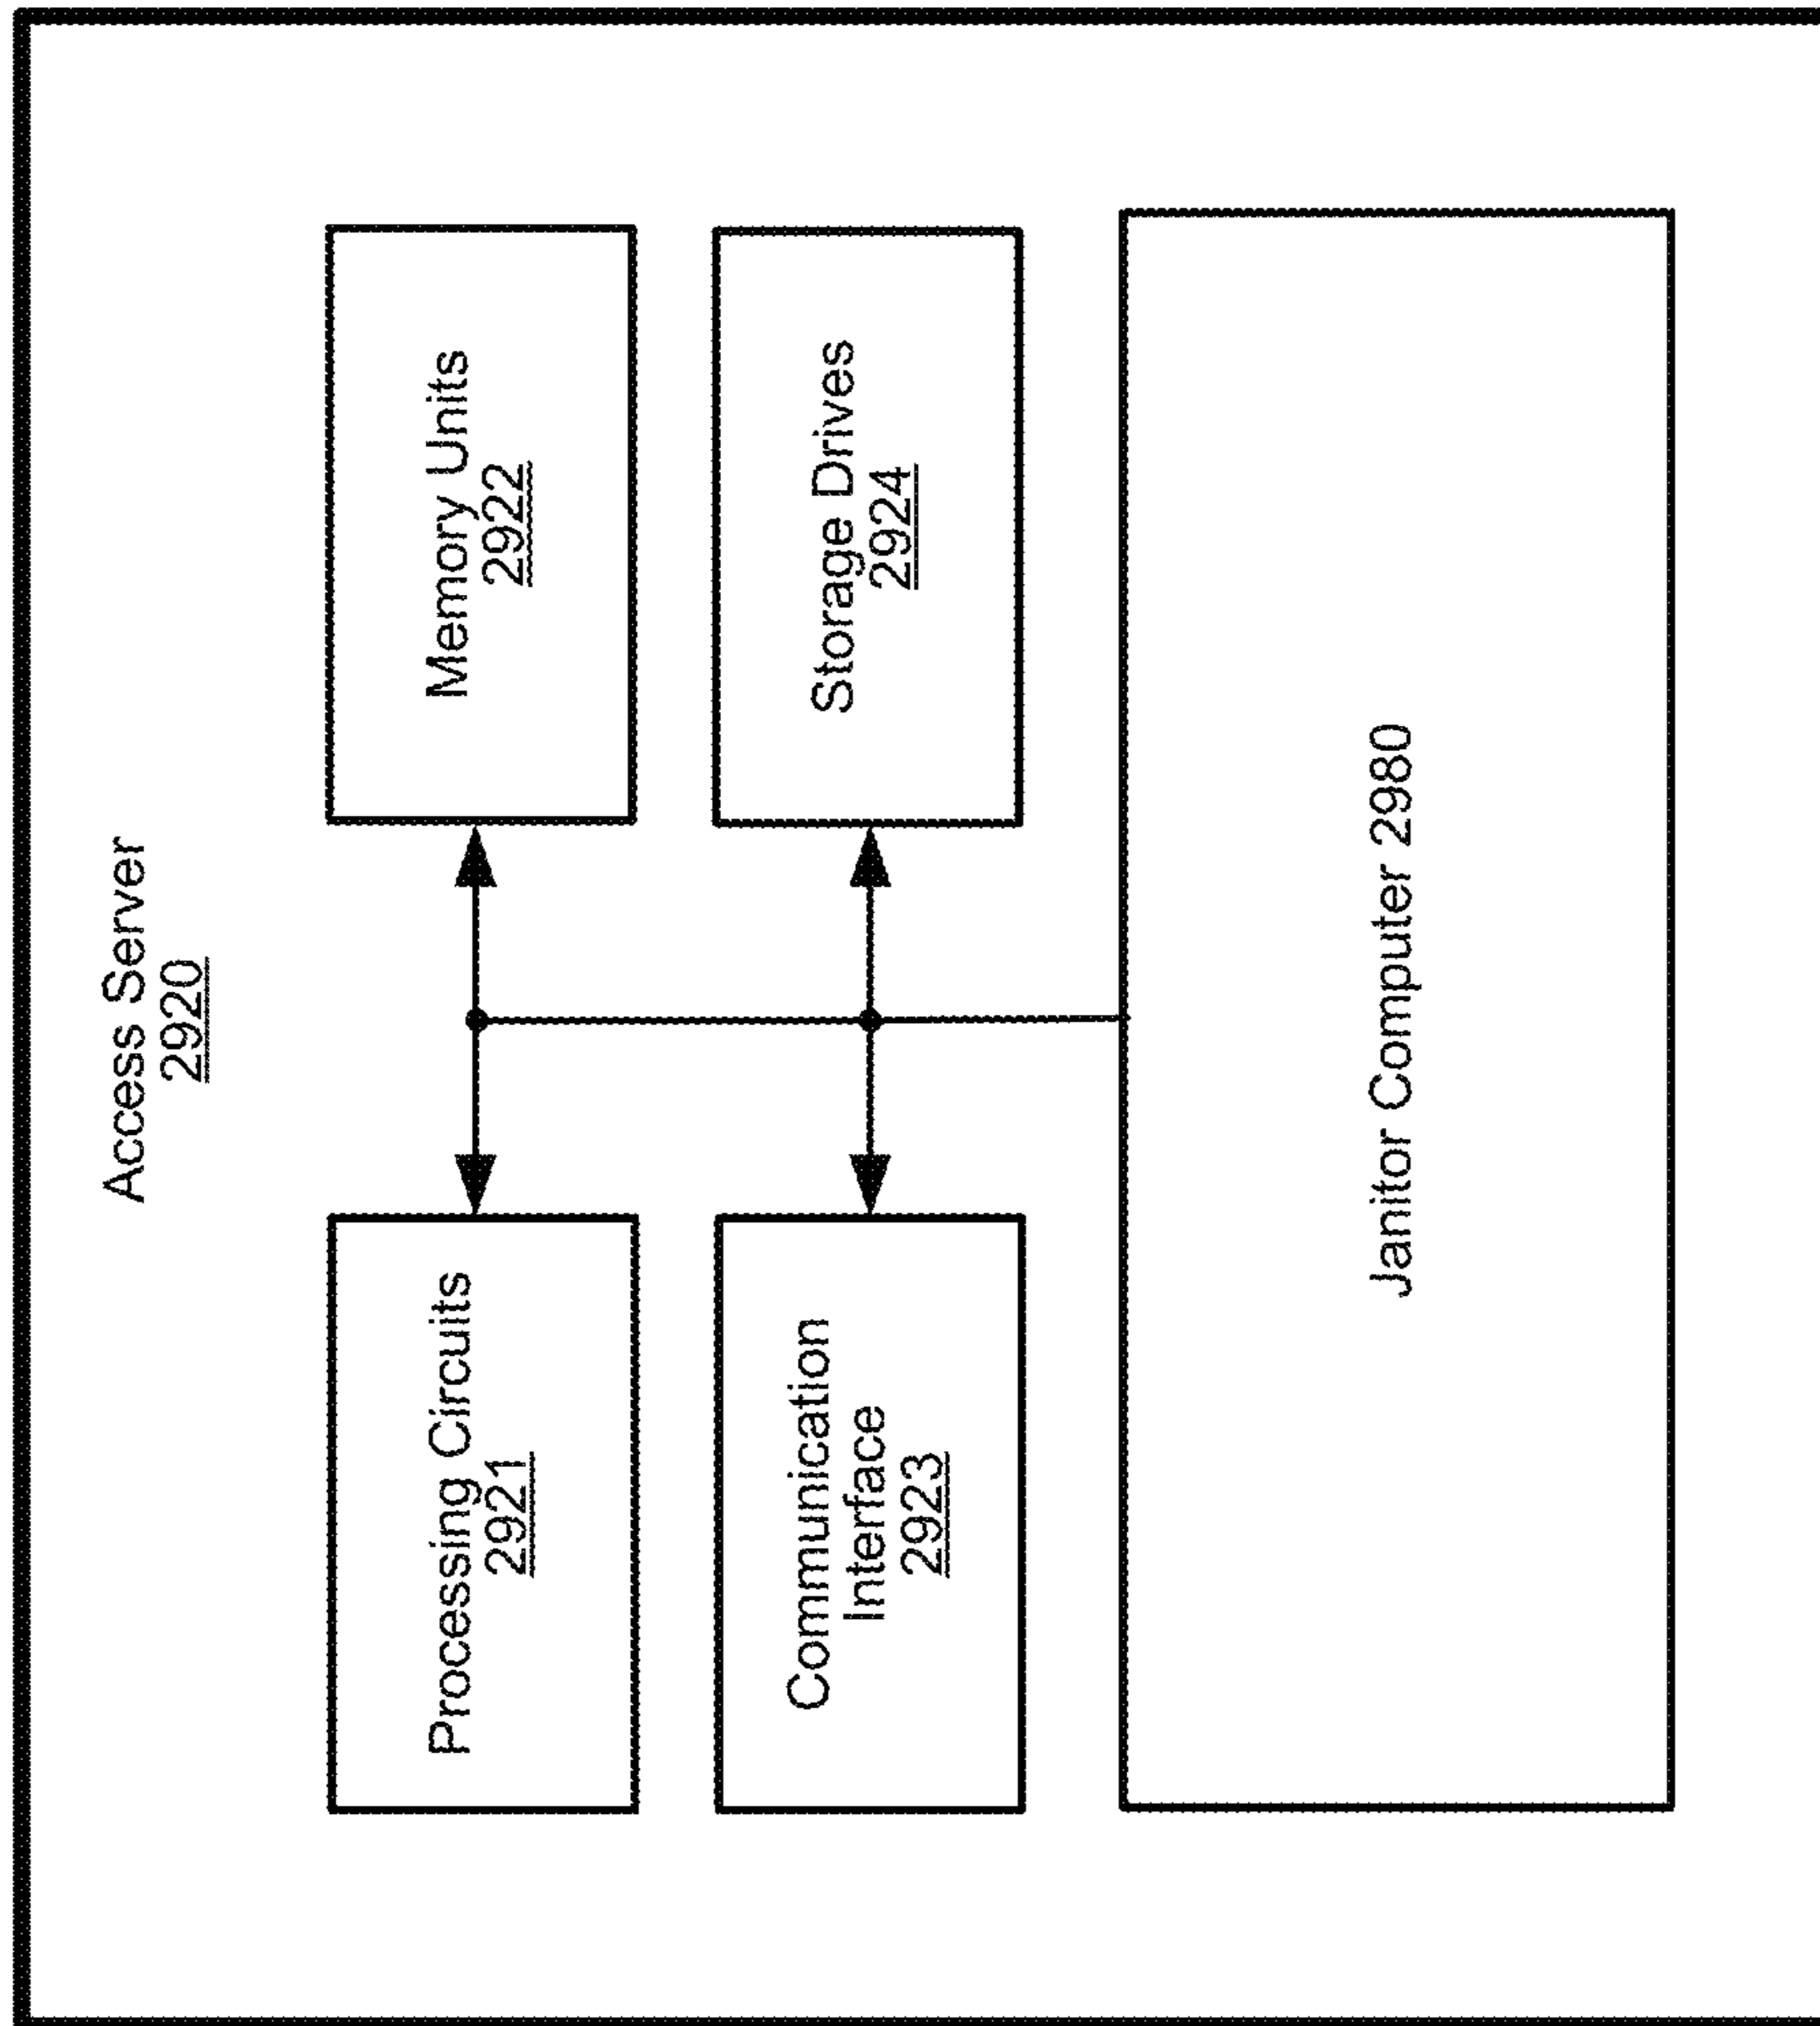 Access Server
2920
Processing Circuits
2921
Memory Units
2922
Communication
Interface
2923
Storage Drives
2924
Janitor Computer 2980